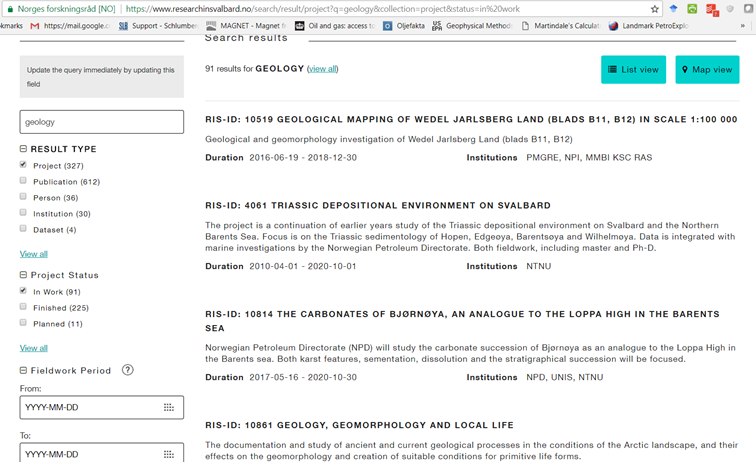 Norges forskningsråd [NO] https://www.researchinsvalbard.no/search/result/project?q=geology&collection=project&status=in%20work
kmarks https://mail.google.c Support - Schlumber MAGNET - Magnet f Oil and gas: access to Oljefakta Geophysical Methods Martindale's Calculat Landmark PetroExplo »
Search results
Update the query immediately by updating this field
91 results for GEOLOGY (view all)
List view
Map view
geology
RESULT TYPE
Project (327)
Publication (612)
Person (36)
Institution (30)
Dataset (4)
View all
Project Status
In Work (91)
Finished (225)
Planned (11)
View all
Fieldwork Period ?
From:
YYYY-MM-DD
To:
YYYY-MM-DD
RIS-ID: 10519 GEOLOGICAL MAPPING OF WEDEL JARLSBERG LAND (BLADS B11, B12) IN SCALE 1:100 000
Geological and geomorphology investigation of Wedel Jarlsberg Land (blads B11, B12)
Duration 2016-06-19 - 2018-12-30 Institutions PMGRE, NPI, MMBI KSC RAS
RIS-ID: 4061 TRIASSIC DEPOSITIONAL ENVIRONMENT ON SVALBARD
The project is a continuation of earlier years study of the Triassic depositional environment on Svalbard and the Northern
Barents Sea. Focus is on the Triassic sedimentology of Hopen, Edgeøya, Barentsøya and Wilhelmøya. Data is integrated with
marine investigations by the Norwegian Petroleum Directorate. Both fieldwork, including master and Ph-D.
Duration 2010-04-01 - 2020-10-01 Institutions NTNU
RIS-ID: 10814 THE CARBONATES OF BJØRNØYA, AN ANALOGUE TO THE LOPPA HIGH IN THE BARENTS
SEA
Norwegian Petroleum Directorate (NPD) will study the carbonate succession of Bjørnøya as an analogue to the Loppa High in
the Barents sea. Both karst features, sementation, dissolution and the stratigraphical succession will be focused.
Duration 2017-05-16 - 2020-10-30 Institutions NPD, UNIS, NTNU
RIS-ID: 10861 GEOLOGY, GEOMORPHOLOGY AND LOCAL LIFE
The documentation and study of ancient and current geological processes in the conditions of the Arctic landscape, and their
effects on the geomorphology and creation of suitable conditions for primitive life forms.